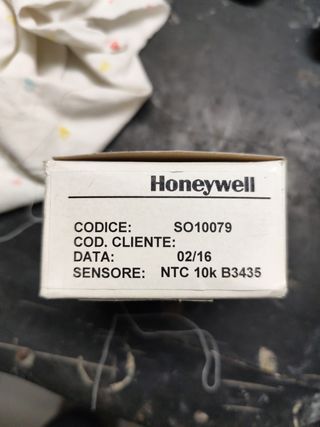 Honeywell
CODICE: SO10079
COD. CLIENTE:
DATA: 02/16
SENSORE: NTC 10k B3435